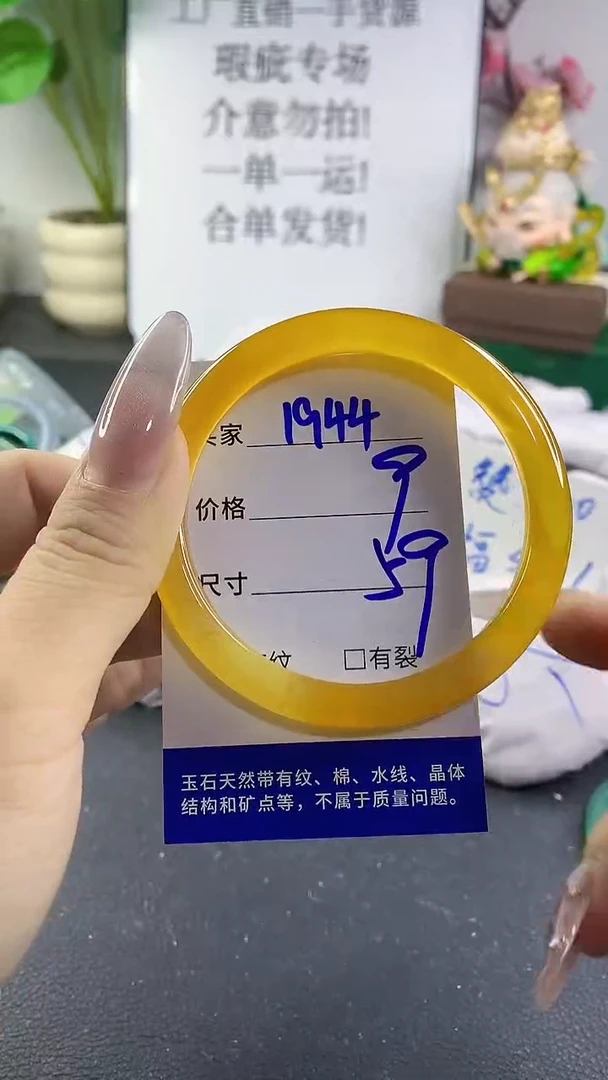 工厂直销一手货源
瑕疵专场
介意勿拍!
一单一运!
合单发货!
家 1944
价格 9
尺寸 59
纹 □有裂
玉石天然带有纹、棉、水线、晶体
结构和矿点等，不属于质量问题。